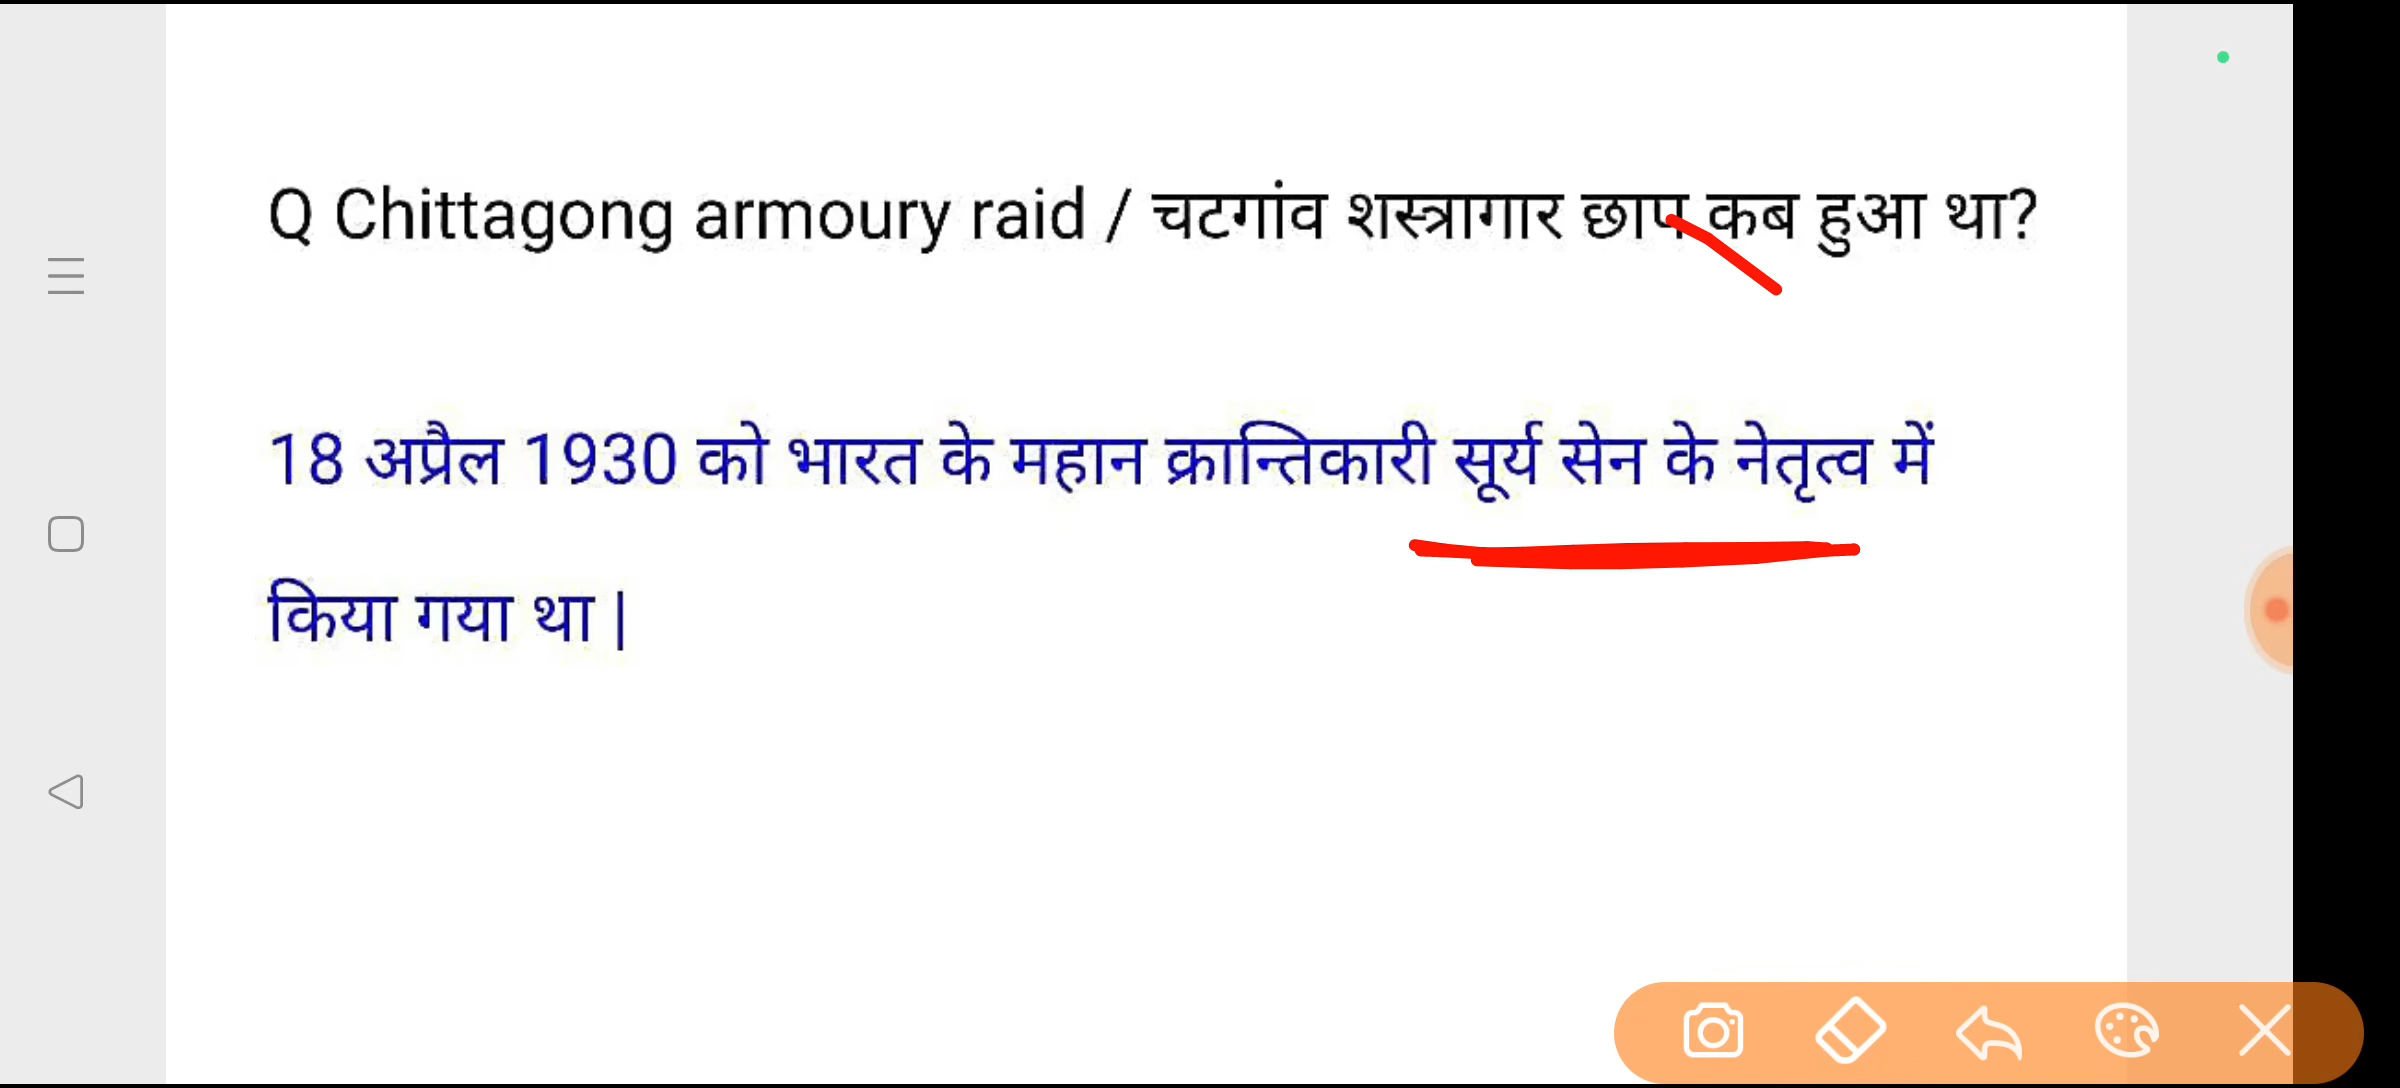 Q Chittagong armoury raid / चटगांव शस्त्रागार छाप कब हुआ था?
18 अप्रैल 1930 को भारत के महान क्रान्तिकारी सूर्य सेन के नेतृत्व में
किया गया था |